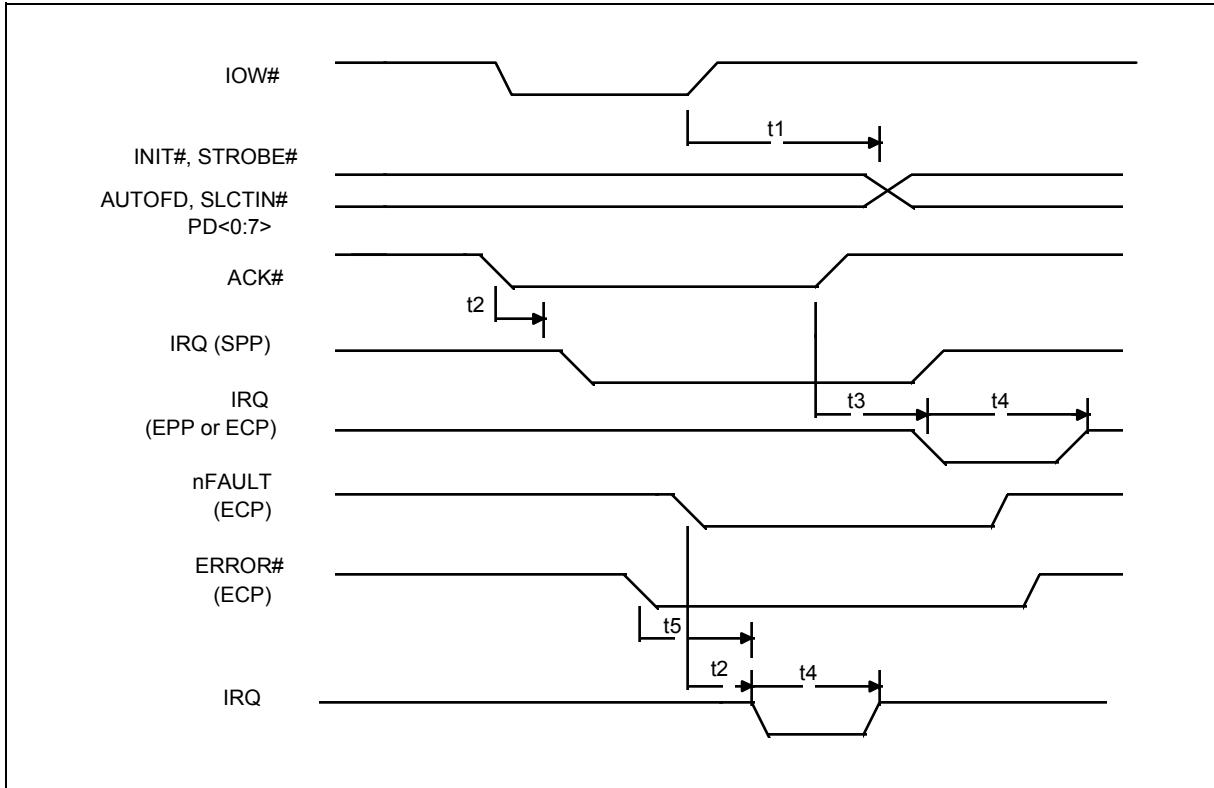 IOW#
t1
INIT#, STROBE#
AUTOFD, SLCTIN#
PD<0:7>
ACK#
t2
IRQ (SPP)
IRQ
(EPP or ECP)
t3
t4
nFAULT
(ECP)
ERROR#
(ECP)
t5
t2
t4
IRQ